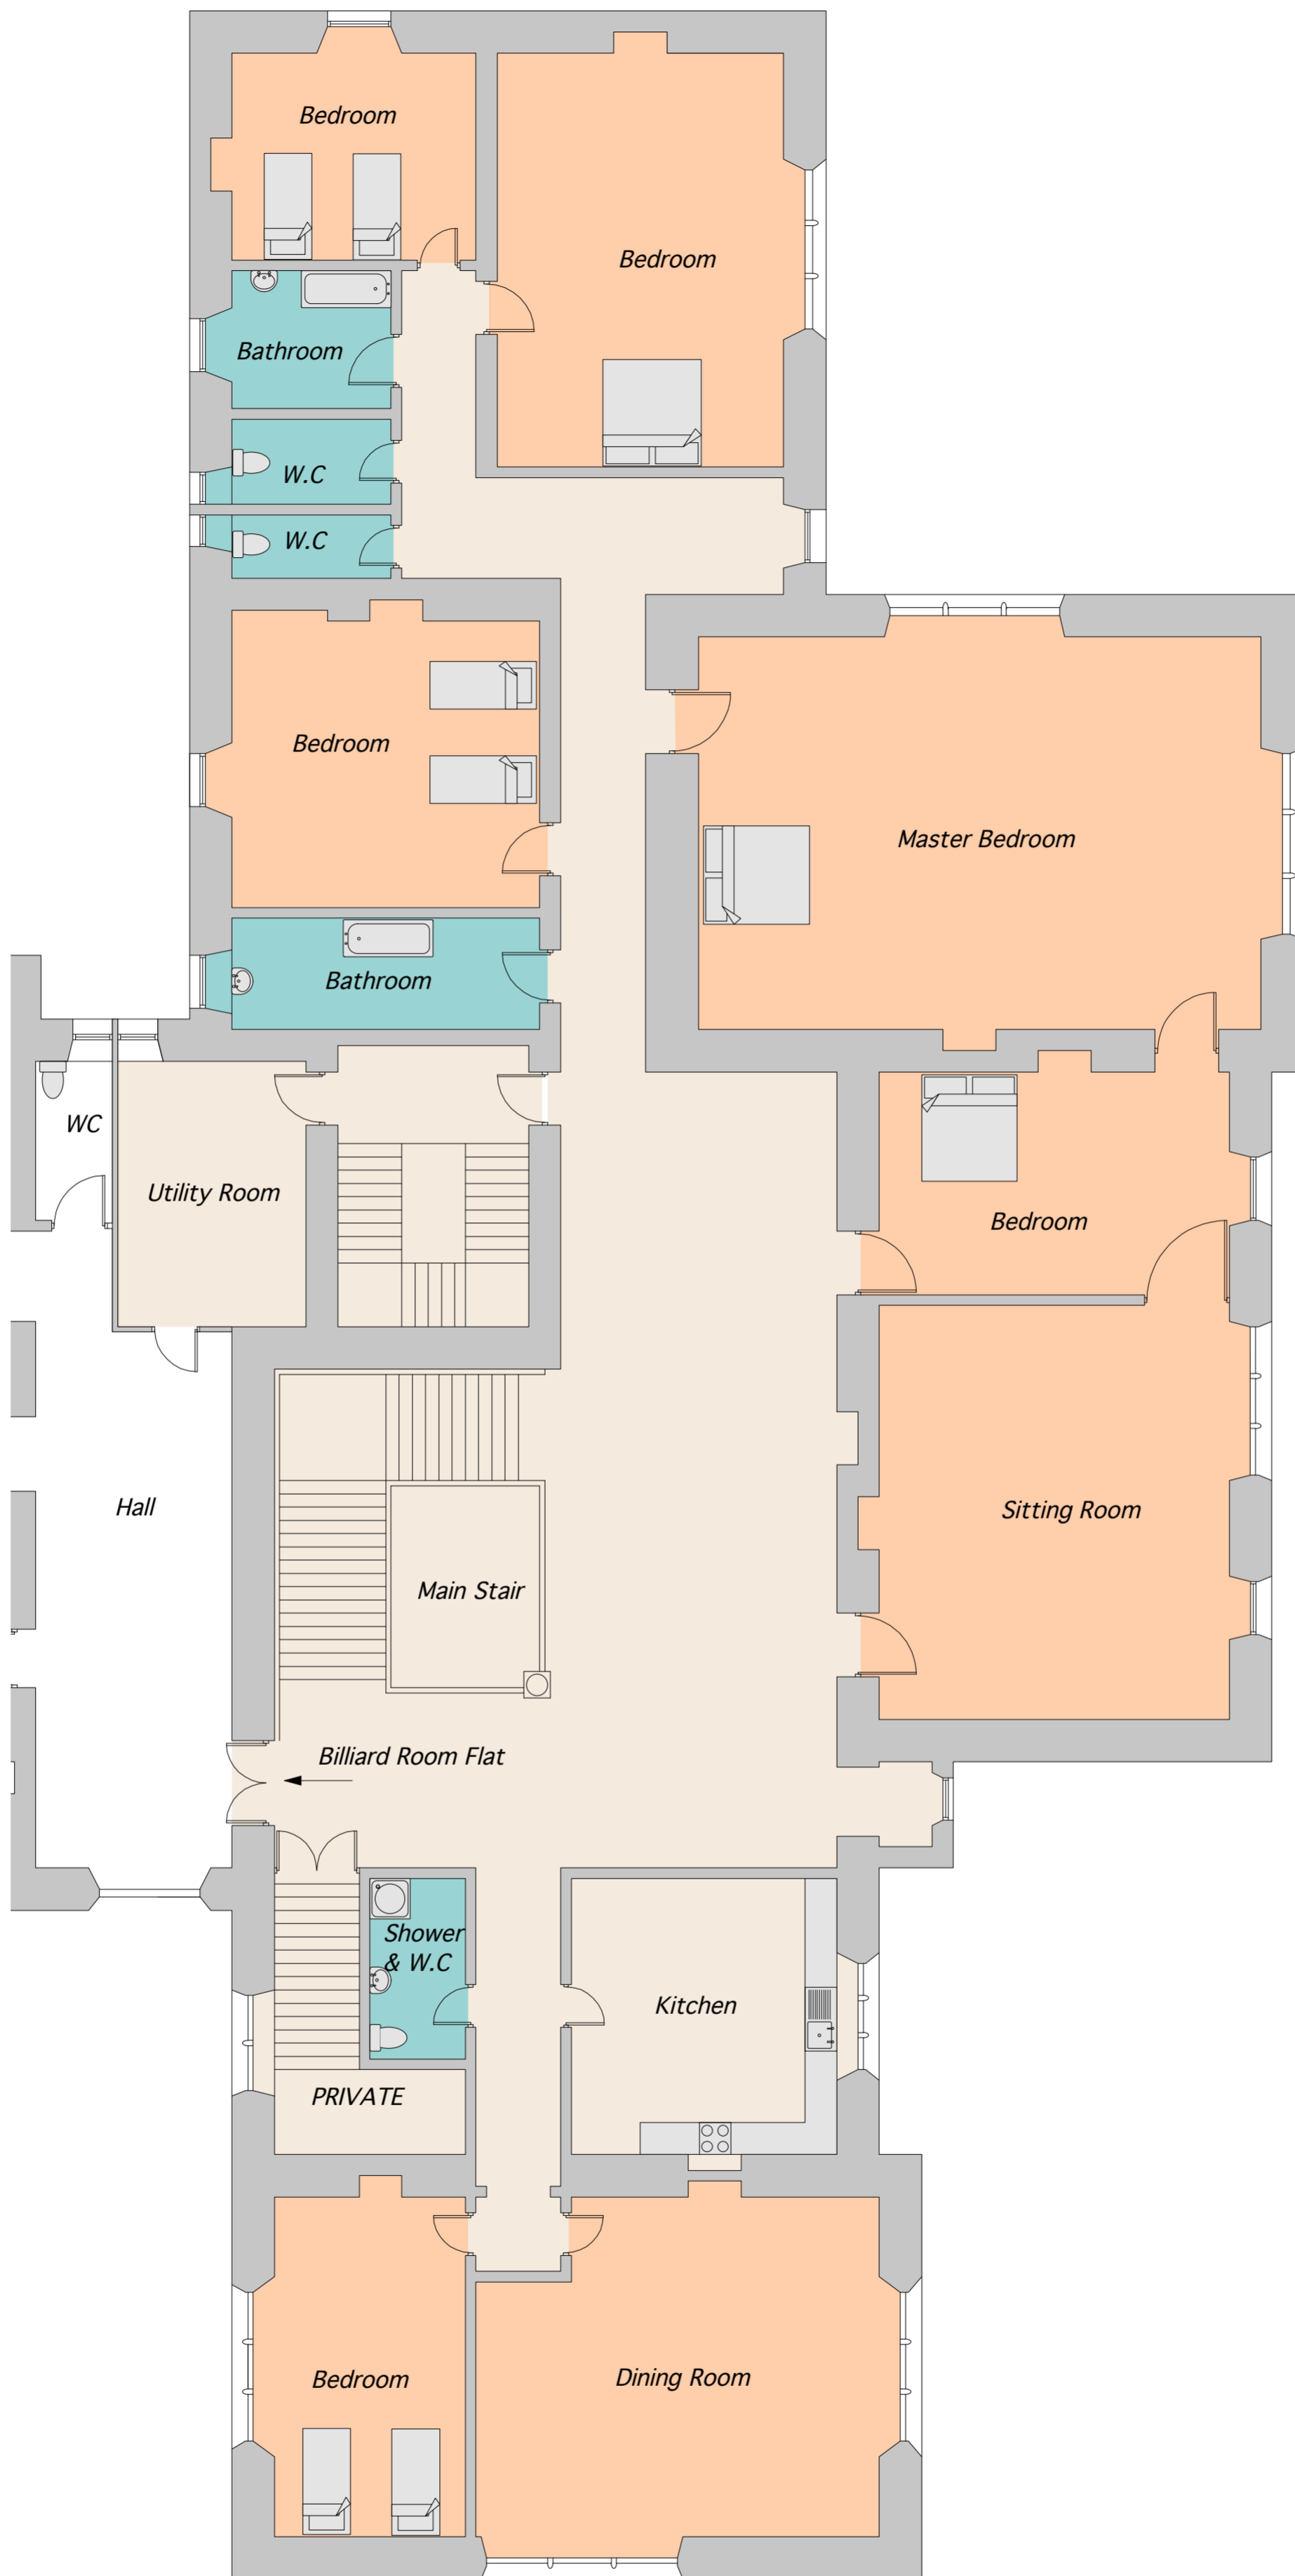 Bedroom
Bedroom
Bathroom
W.C
W.C
Bedroom
Master Bedroom
Bathroom
WC
Utility Room
Bedroom
Hall
Sitting Room
Main Stair
Billiard Room Flat
Shower
& W.C
Kitchen
PRIVATE
Bedroom
Dining Room